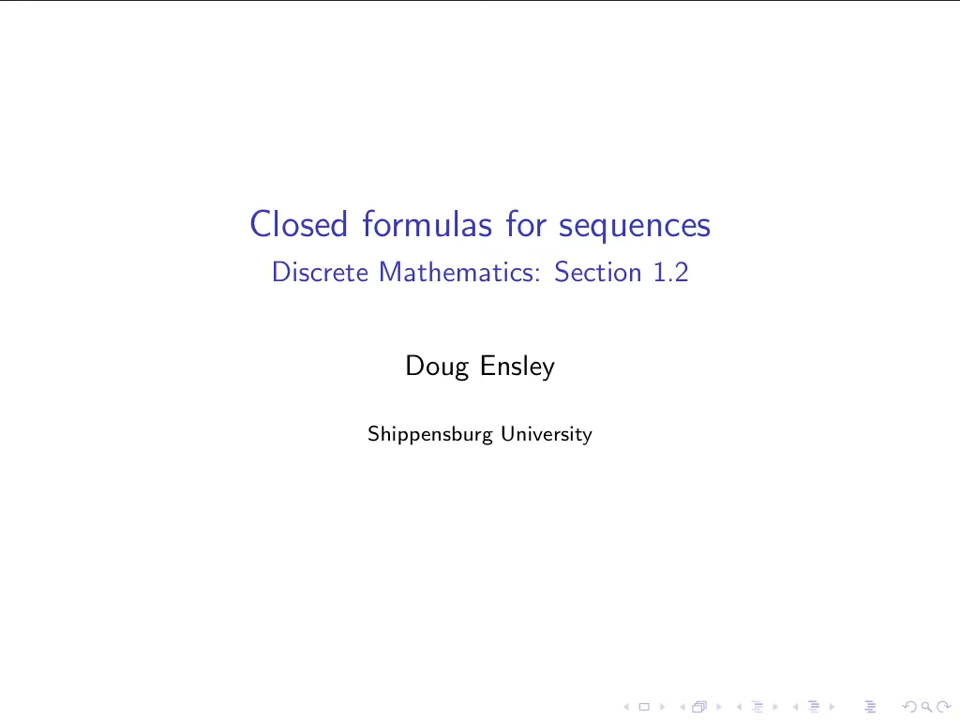 Closed formulas for sequences
Discrete Mathematics: Section 1.2
Doug Ensley
Shippensburg University